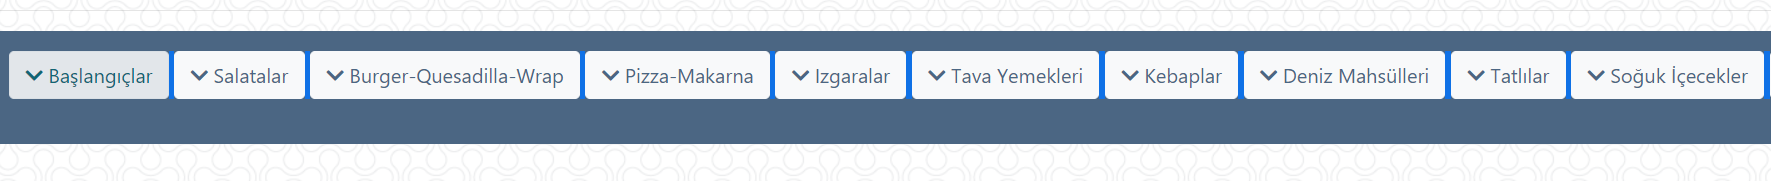 Başlangıçlar Salatalar Burger-Quesadilla-Wrap Pizza-Makarna Izgaralar Tava Yemekleri Kebaplar Deniz Mahsülleri Tatlılar Soğuk İçecekler